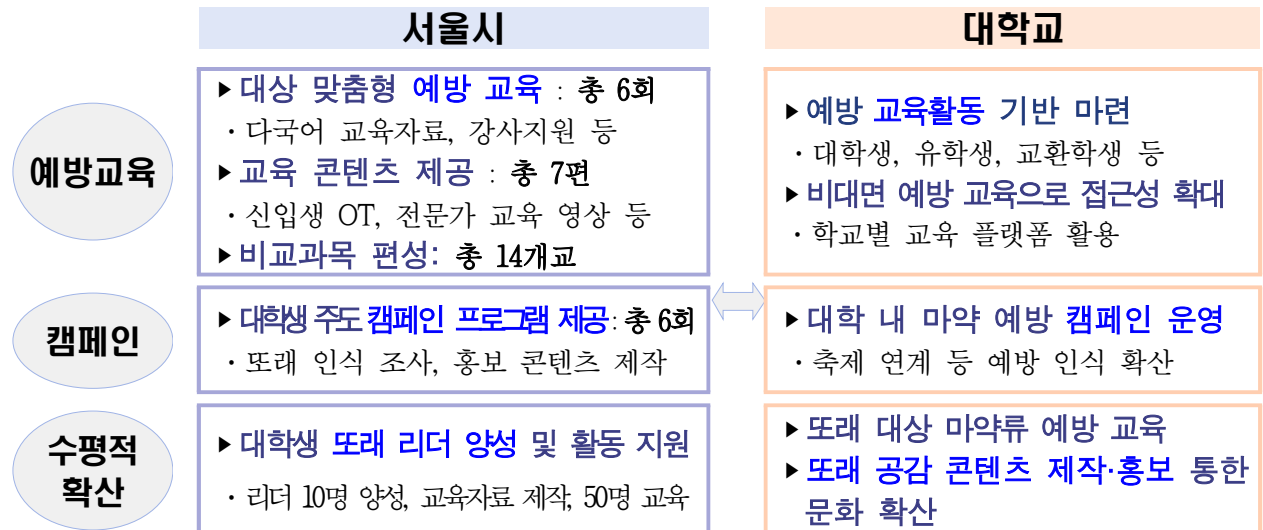 서울시
대학교
예방교육
▶대상 맞춤형 예방 교육 : 총 6회
·다국어 교육자료, 강사지원 등
▶교육 콘텐츠 제공 : 총 7편
·신입생 OT, 전문가 교육 영상 등
▶비교과목 편성: 총 14개교
▶예방 교육활동 기반 마련
·대학생, 유학생, 교환학생 등
▶비대면 예방 교육으로 접근성 확대
·학교별 교육 플랫폼 활용
캠페인
▶대학생 주도 캠페인 프로그램 제공 : 총 6회
·또래 인식 조사, 홍보 콘텐츠 제작
▶대학 내 마약 예방 캠페인 운영
·축제 연계 등 예방 인식 확산
수평적
확산
▶대학생 또래 리더 양성 및 활동 지원
·리더 10명 양성, 교육자료 제작, 50명 교육
▶또래 대상 마약류 예방 교육
▶또래 공감 콘텐츠 제작·홍보 통한
문화 확산